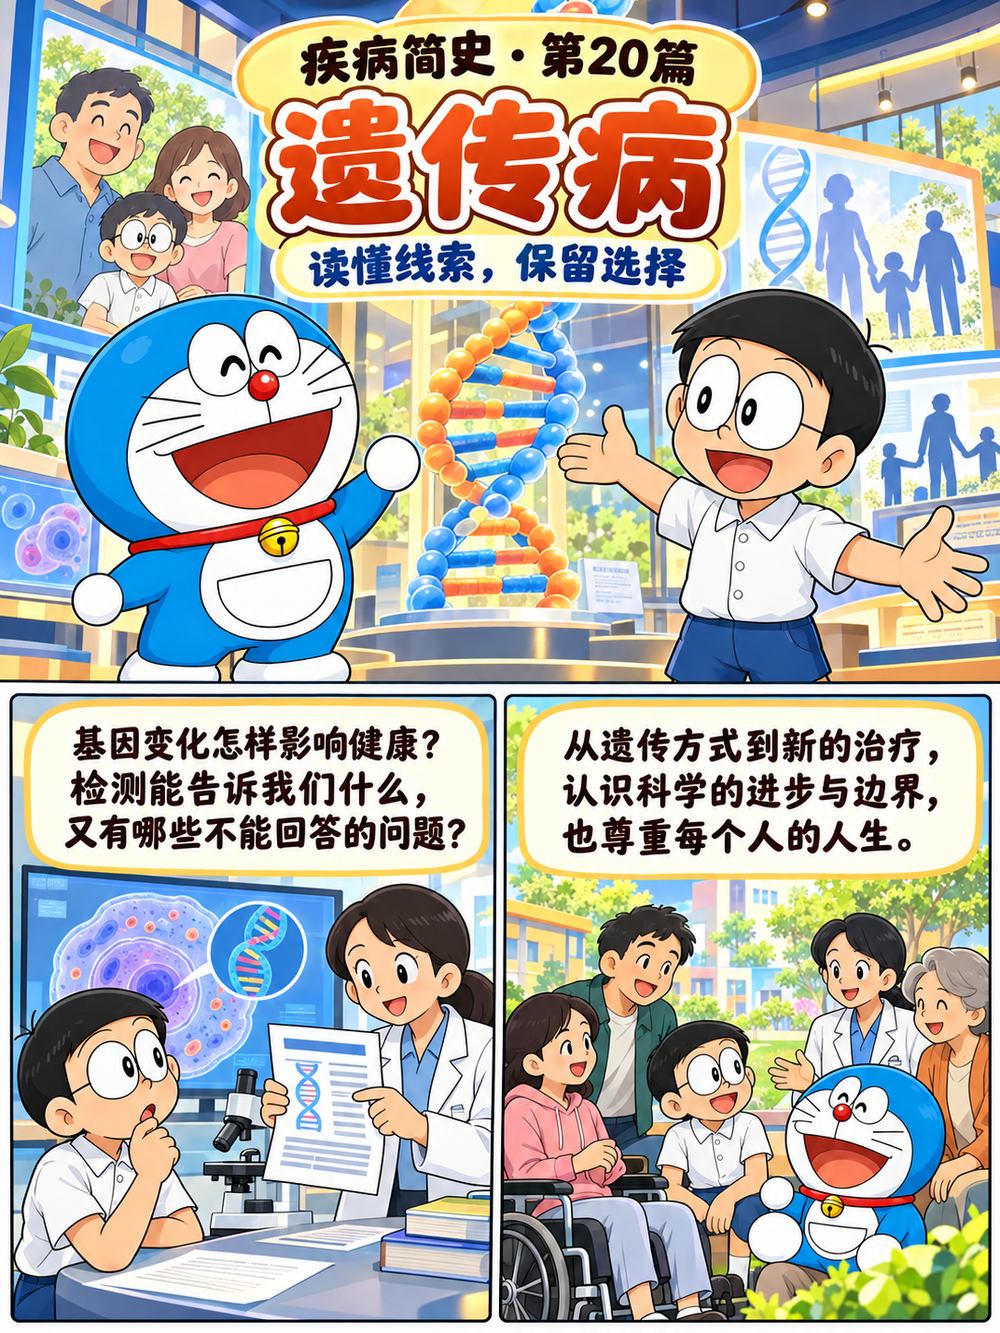 疾病简史·第20篇
遗传病
读懂线索，保留选择
基因变化怎样影响健康？
检测能告诉我们什么，
又有哪些不能回答的问题？
从遗传方式到新的治疗，
认识科学的进步与边界，
也尊重每个人的人生。